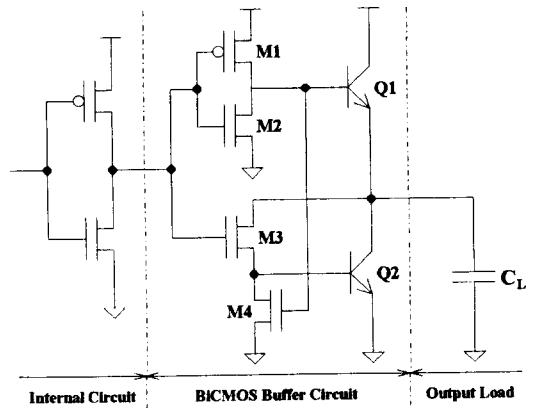 M1
Q1
M2
M3
Q2
M4
CL
Internal Circuit
BiCMOS Buffer Circuit
Output Load